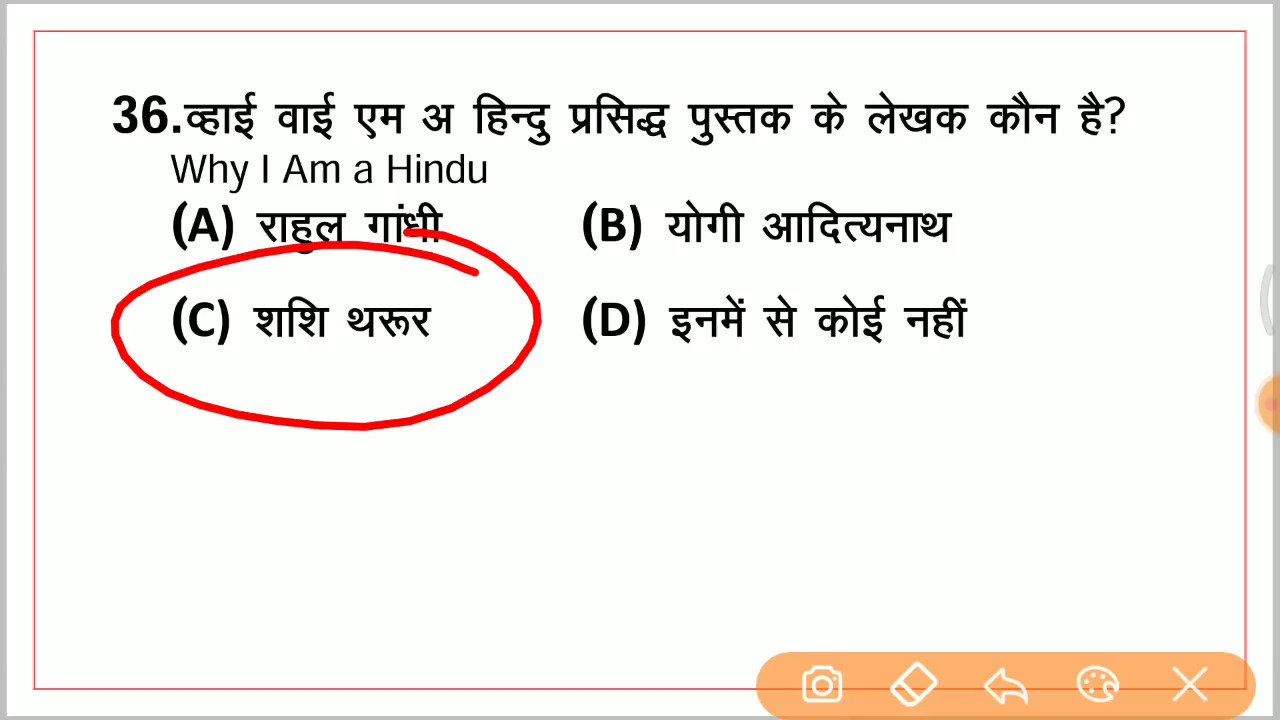 36.व्हाई वाई एम अ हिन्दु प्रसिद्ध पुस्तक के लेखक कौन है?
Why I Am a Hindu
(A) राहुल गांधी (B) योगी आदित्यनाथ
(C) शशि थरूर (D) इनमें से कोई नहीं